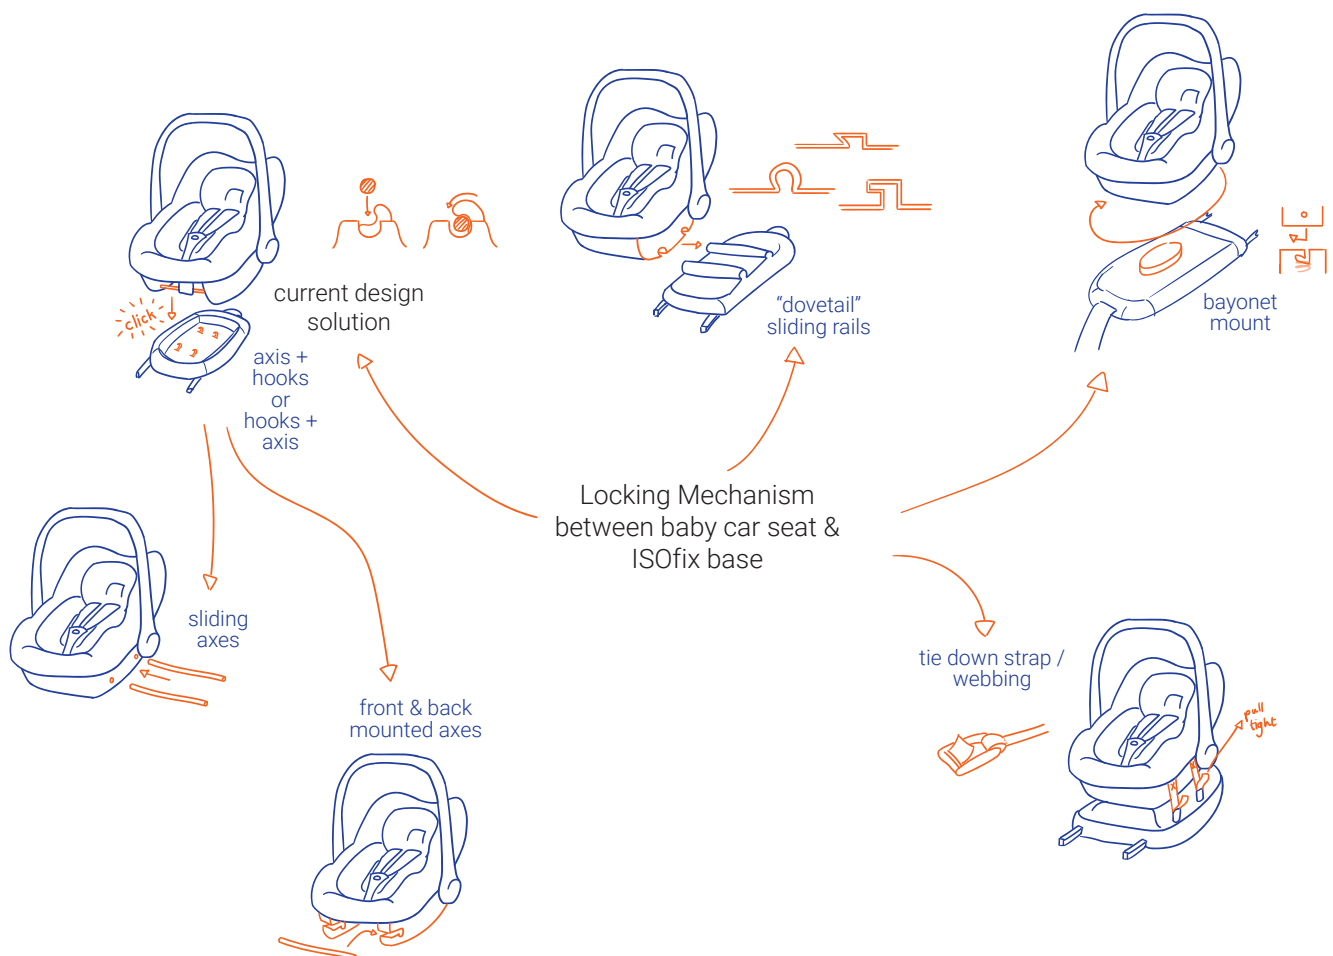 click
current design
solution
axis +
hooks
or
hooks +
axis
"dovetail"
sliding rails
bayonet
mount
Locking Mechanism
between baby car seat &
ISOfix base
sliding
axes
front & back
mounted axes
tie down strap /
webbing
pull
tight